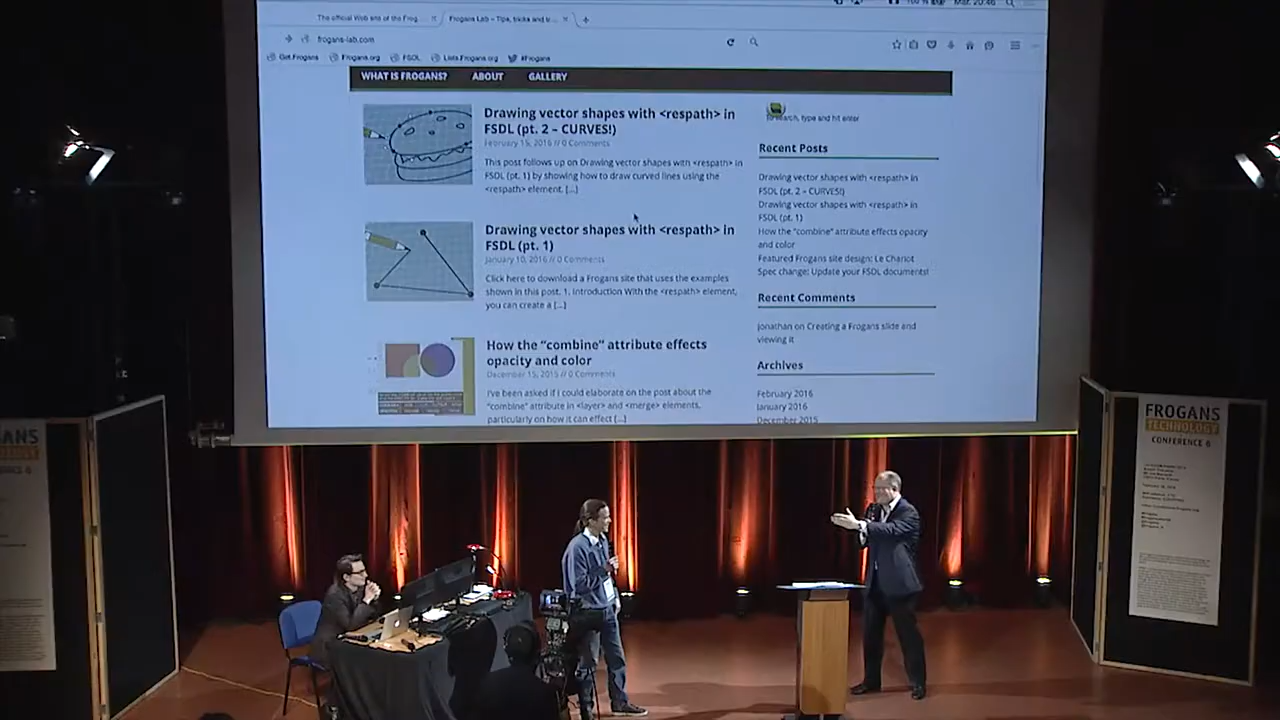 The official Web site of the Frog...
Frogans Lab – Tips, tricks and t...
frogans-lab.com
Get.Frogans
Frogans.org
FSDL
Lists.Frogans.org
#Frogans
WHAT IS FROGANS?
ABOUT
GALLERY
Drawing vector shapes with <respath> in
FSDL (pt. 2 – CURVES!)
February 15, 2016 // 0 Comments
This post follows up on Drawing vector shapes with <respath> in
FSDL (pt. 1) by showing how to draw curved lines using the
<respath> element. [...]
Drawing vector shapes with <respath> in
FSDL (pt. 1)
January 10, 2016 // 0 Comments
Click here to download a Frogans site that uses the examples
shown in this post. 1. Introduction With the <respath> element,
you can create a [...]
How the "combine" attribute effects
opacity and color
December 15, 2015 // 0 Comments
I've been asked if I could elaborate on the post about the
"combine" attribute in <layer> and <merge> elements,
particularly on how it can effect [...]
To search, type and hit enter
Recent Posts
Drawing vector shapes with <respath> in
FSDL (pt. 2 – CURVES!)
Drawing vector shapes with <respath> in
FSDL (pt. 1)
How the "combine" attribute effects opacity
and color
Featured Frogans site design: Le Chariot
Spec change: Update your FSDL documents!
Recent Comments
jonathan on Creating a Frogans slide and
viewing it
Archives
February 2016
January 2016
December 2015
FROGANS
TECHNOLOGY
CONFERENCE 6